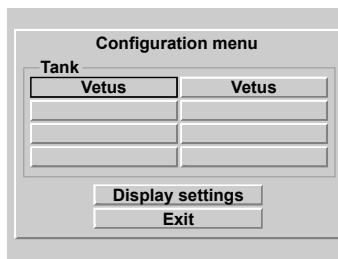 Configuration menu
Tank
Vetus Vetus
Display settings
Exit